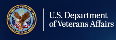 U.S. Department
of Veterans Affairs